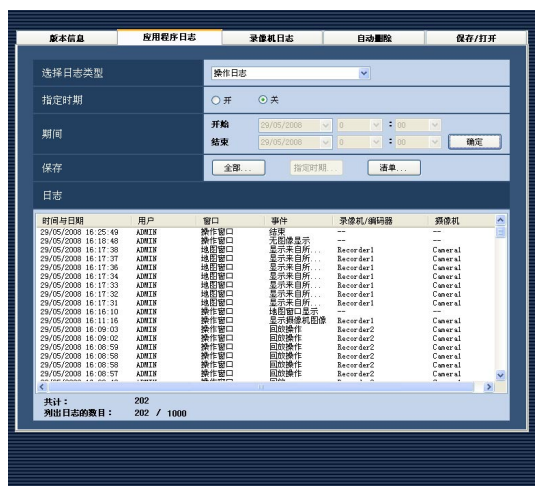 版本信息 应用程序日志 录像机日志 自动删除 保存/打开
选择日志类型 操作日志
指定时期 开 关
期间 开始 29/05/2008 0 : 00
结束 29/05/2008 0 : 00 确定
保存 全部... 指定时期... 清单...
日志
时间与日期 用户 窗口 事件 录像机/编码器 摄像机
29/05/2008 16:25:49 ADMIN 操作窗口 结束 -- --
29/05/2008 16:18:48 ADMIN 操作窗口 无图像显示 -- --
29/05/2008 16:17:38 ADMIN 地图窗口 显示来自所... Recorder1 Camera1
29/05/2008 16:17:37 ADMIN 地图窗口 显示来自所... Recorder1 Camera1
29/05/2008 16:17:36 ADMIN 地图窗口 显示来自所... Recorder1 Camera1
29/05/2008 16:17:34 ADMIN 地图窗口 显示来自所... Recorder1 Camera1
29/05/2008 16:17:33 ADMIN 地图窗口 显示来自所... Recorder1 Camera1
29/05/2008 16:17:32 ADMIN 地图窗口 显示来自所... Recorder1 Camera1
29/05/2008 16:17:31 ADMIN 地图窗口 显示来自所... Recorder1 Camera1
29/05/2008 16:16:10 ADMIN 操作窗口 地图窗口显示 -- --
29/05/2008 16:11:16 ADMIN 操作窗口 显示摄像机图像 Recorder1 Camera1
29/05/2008 16:09:03 ADMIN 操作窗口 回放操作 Recorder2 Camera1
29/05/2008 16:09:02 ADMIN 操作窗口 回放操作 Recorder2 Camera1
29/05/2008 16:08:59 ADMIN 操作窗口 回放操作 Recorder2 Camera1
29/05/2008 16:08:58 ADMIN 操作窗口 回放操作 Recorder2 Camera1
29/05/2008 16:08:58 ADMIN 操作窗口 回放操作 Recorder2 Camera1
29/05/2008 16:08:57 ADMIN 操作窗口 回放操作 Recorder2 Camera1
共计： 202
列出日志的数目： 202 / 1000